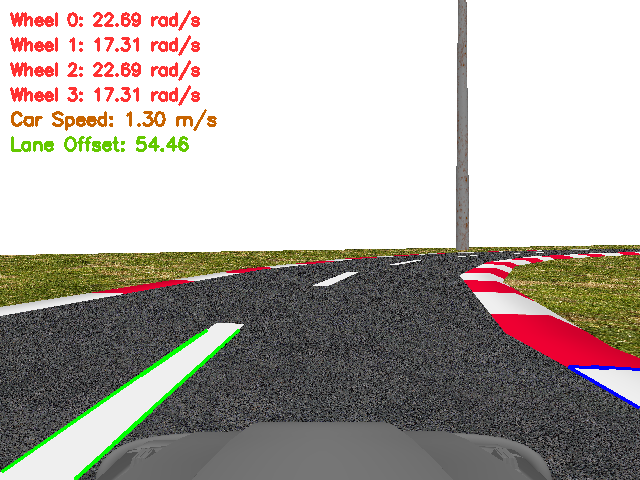 Wheel 0: 22.69 rad/s
Wheel 1: 17.31 rad/s
Wheel 2: 22.69 rad/s
Wheel 3: 17.31 rad/s
Car Speed: 1.30 m/s
Lane Offset: 54.46